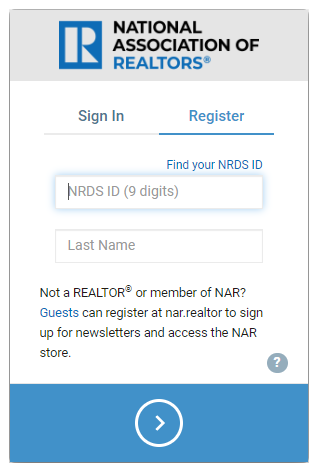 R
NATIONAL
ASSOCIATION OF
REALTORS®
Sign In
Register
Find your NRDS ID
NRDS ID (9 digits)
Last Name
Not a REALTOR® or member of NAR?
Guests can register at nar.realtor to sign
up for newsletters and access the NAR
store.
?